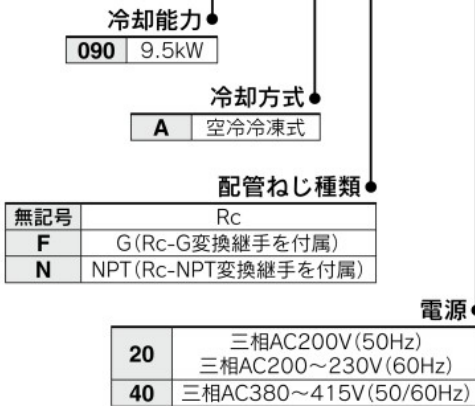 冷却能力
090 9.5kW
冷却方式
A 空冷冷凍式
配管ねじ種類
無記号 Rc
F G(Rc-G変換継手を付属)
N NPT(Rc-NPT変換継手を付属)
電源
20 三相AC200V(50Hz)
三相AC200~230V(60Hz)
40 三相AC380~415V(50/60Hz)